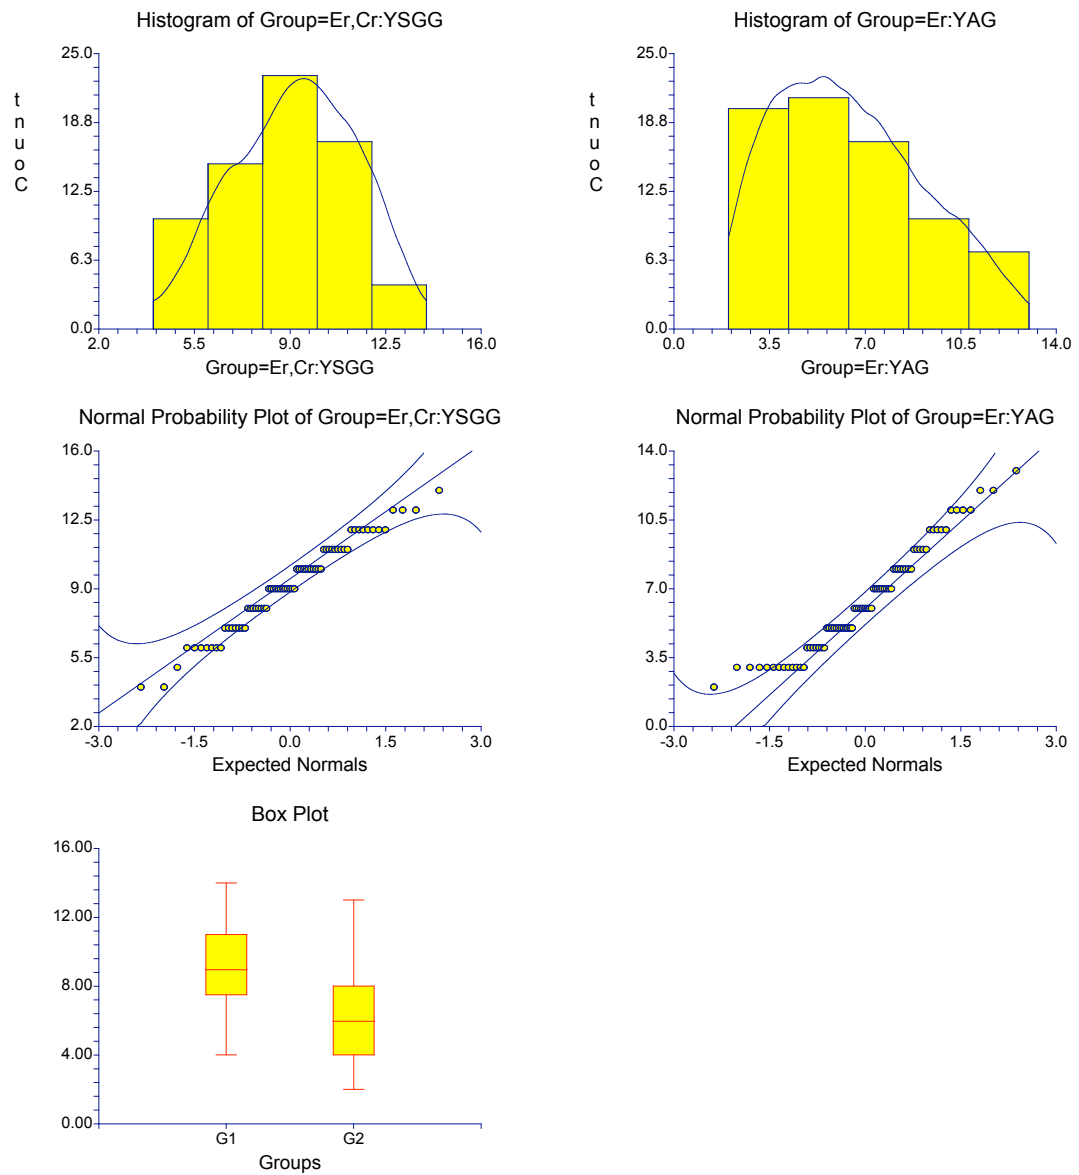 Histogram of Group=Er,Cr:YSGG
Count
25.0
18.8
12.5
6.3
0.0
2.0 5.5 9.0 12.5 16.0
Group=Er,Cr:YSGG
Histogram of Group=Er:YAG
Count
25.0
18.8
12.5
6.3
0.0
0.0 3.5 7.0 10.5 14.0
Group=Er:YAG
Normal Probability Plot of Group=Er,Cr:YSGG
16.0
12.5
9.0
5.5
2.0
-3.0 -1.5 0.0 1.5 3.0
Expected Normals
Normal Probability Plot of Group=Er:YAG
14.0
10.5
7.0
3.5
0.0
-3.0 -1.5 0.0 1.5 3.0
Expected Normals
Box Plot
16.00
12.00
8.00
4.00
0.00
G1 G2
Groups